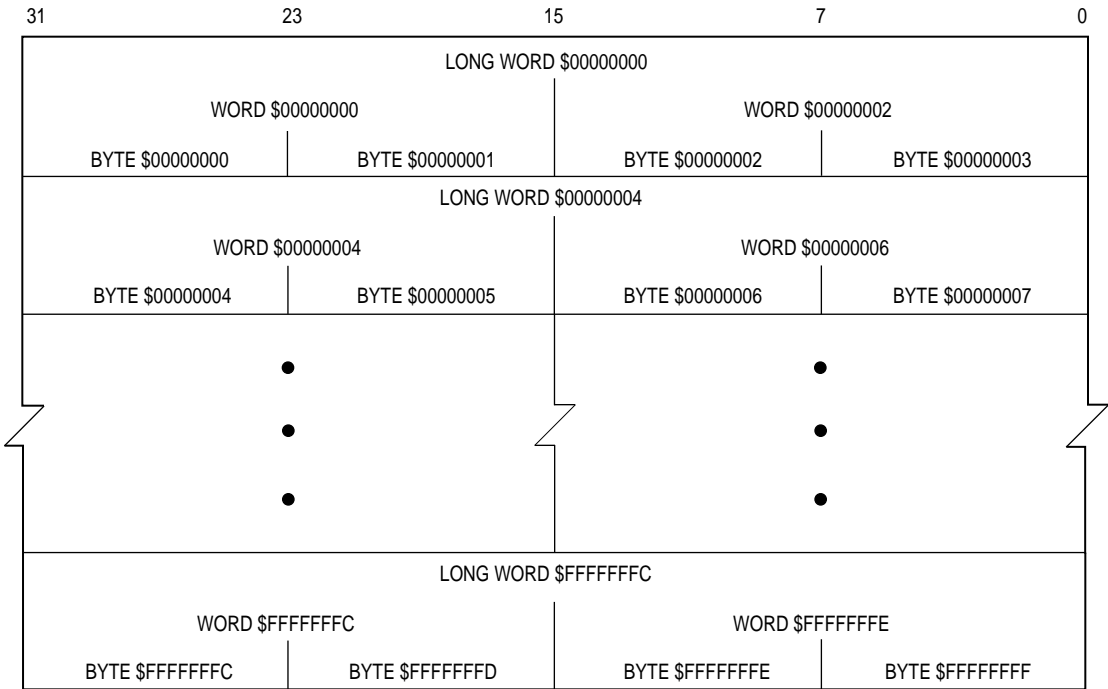 31 23 15 7 0
LONG WORD $00000000
WORD $00000000 WORD $00000002
BYTE $00000000 BYTE $00000001 BYTE $00000002 BYTE $00000003
LONG WORD $00000004
WORD $00000004 WORD $00000006
BYTE $00000004 BYTE $00000005 BYTE $00000006 BYTE $00000007
LONG WORD $FFFFFFFC
WORD $FFFFFFFC WORD $FFFFFFFE
BYTE $FFFFFFFC BYTE $FFFFFFFD BYTE $FFFFFFFE BYTE $FFFFFFFF